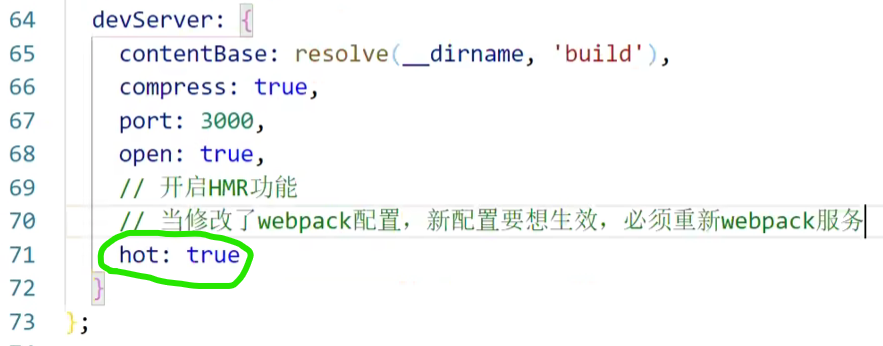 64 devServer: {
65 contentBase: resolve(__dirname, 'build'),
66 compress: true,
67 port: 3000,
68 open: true,
69 // 开启HMR功能
70 // 当修改了webpack配置，新配置要想生效，必须重新webpack服务
71 hot: true
72 }
73 };